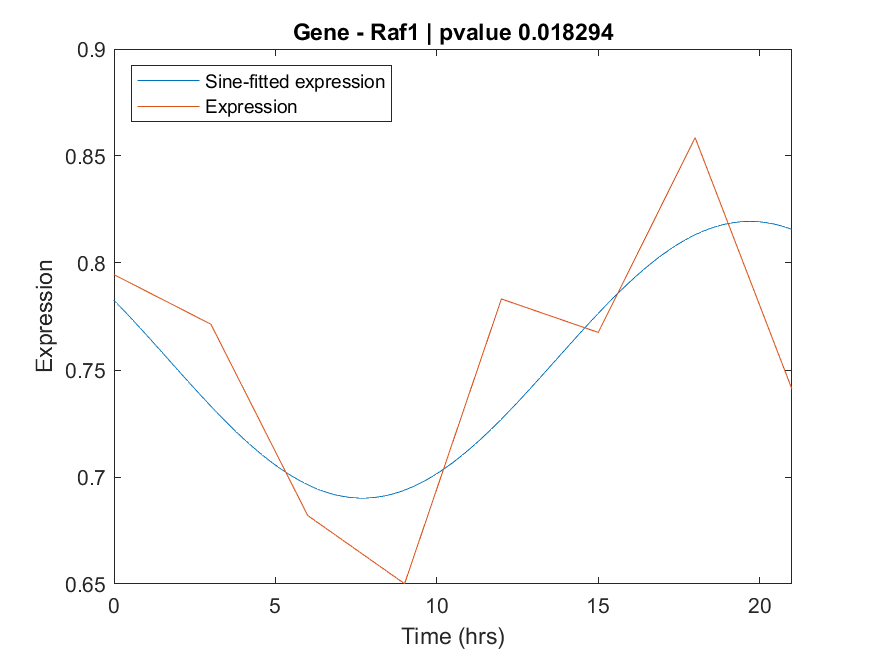 Gene - Raf1 | pvalue 0.018294
Sine-fitted expression
Expression
0.9
0.85
0.8
0.75
0.7
0.65
Expression
0
5
10
15
20
Time (hrs)